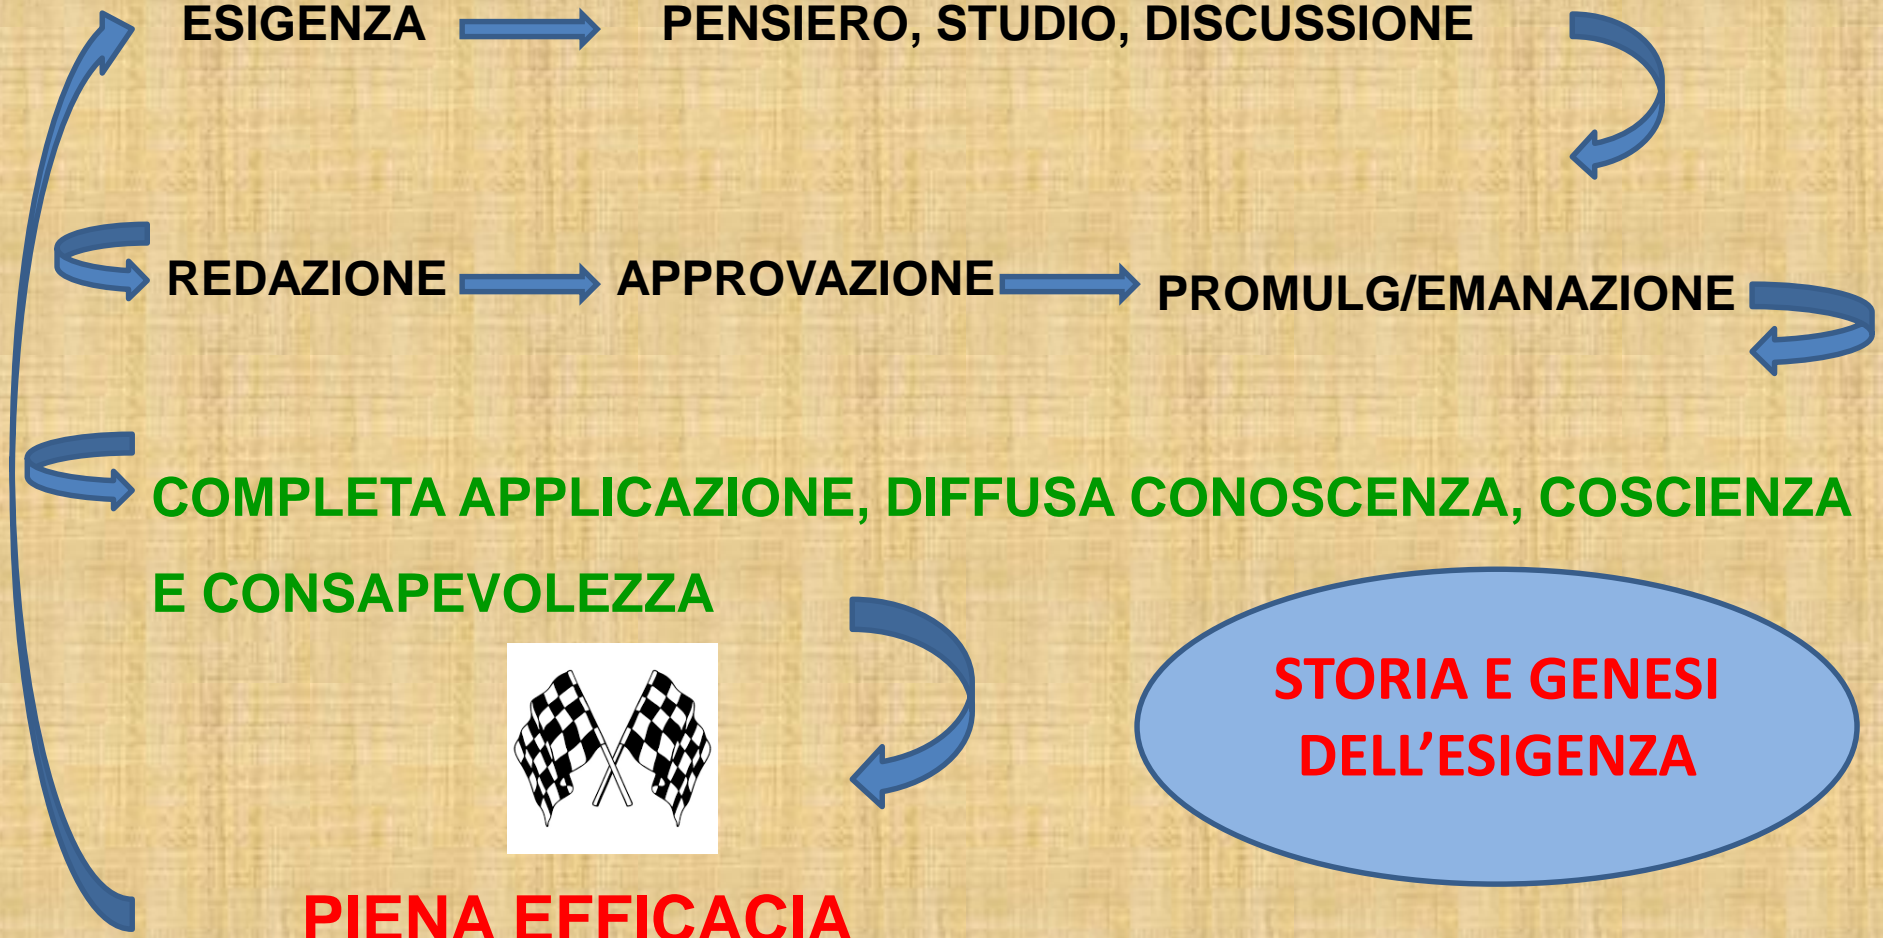 ESIGENZA PENSIERO, STUDIO, DISCUSSIONE
REDAZIONE APPROVAZIONE PROMULG/EMANAZIONE
COMPLETA APPLICAZIONE, DIFFUSA CONOSCENZA, COSCIENZA
E CONSAPEVOLEZZA
STORIA E GENESI
DELL’ESIGENZA
PIENA EFFICACIA